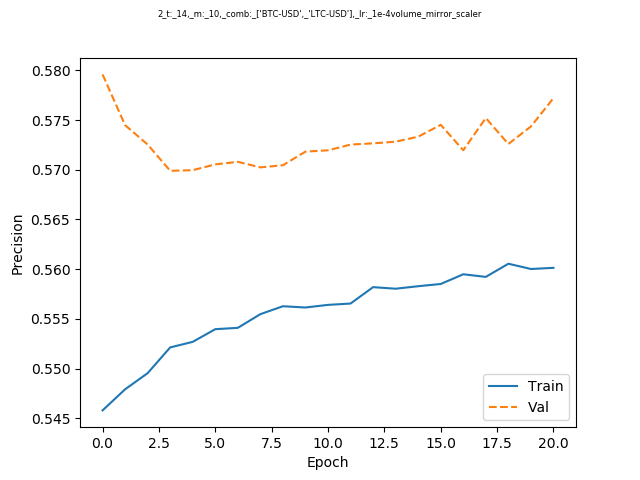 2_t:_14,_m:_10,_comb:_['BTC-USD',_'LTC-USD'],_lr:_1e-4volume_mirror_scaler
0.580
0.575
0.570
0.565
0.560
0.555
0.550
0.545
Precision
Train
Val
0.0 2.5 5.0 7.5 10.0 12.5 15.0 17.5 20.0
Epoch